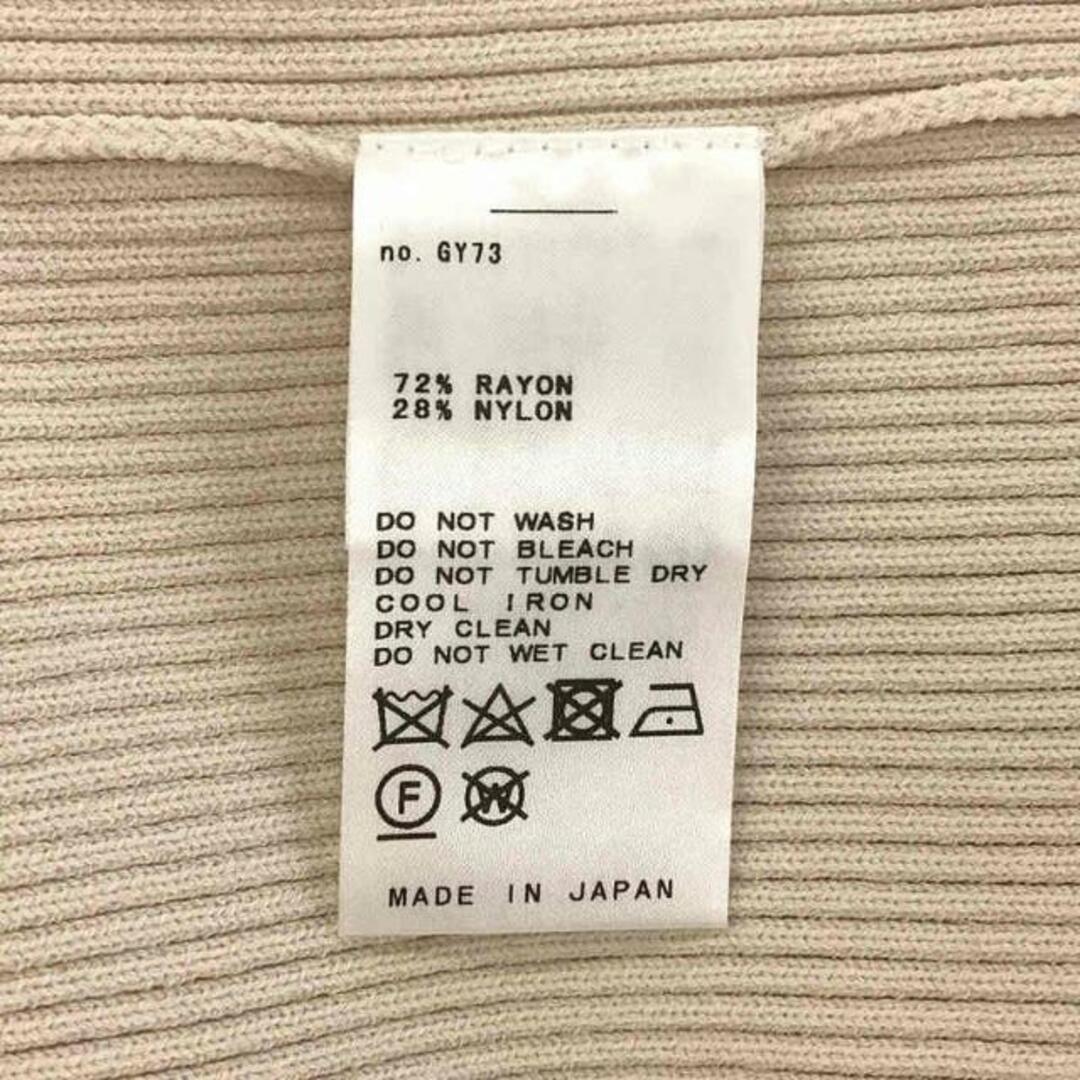 no. GY73
72% RAYON
28% NYLON
DO NOT WASH
DO NOT BLEACH
DO NOT TUMBLE DRY
COOL IRON
DRY CLEAN
DO NOT WET CLEAN
F W
MADE IN JAPAN